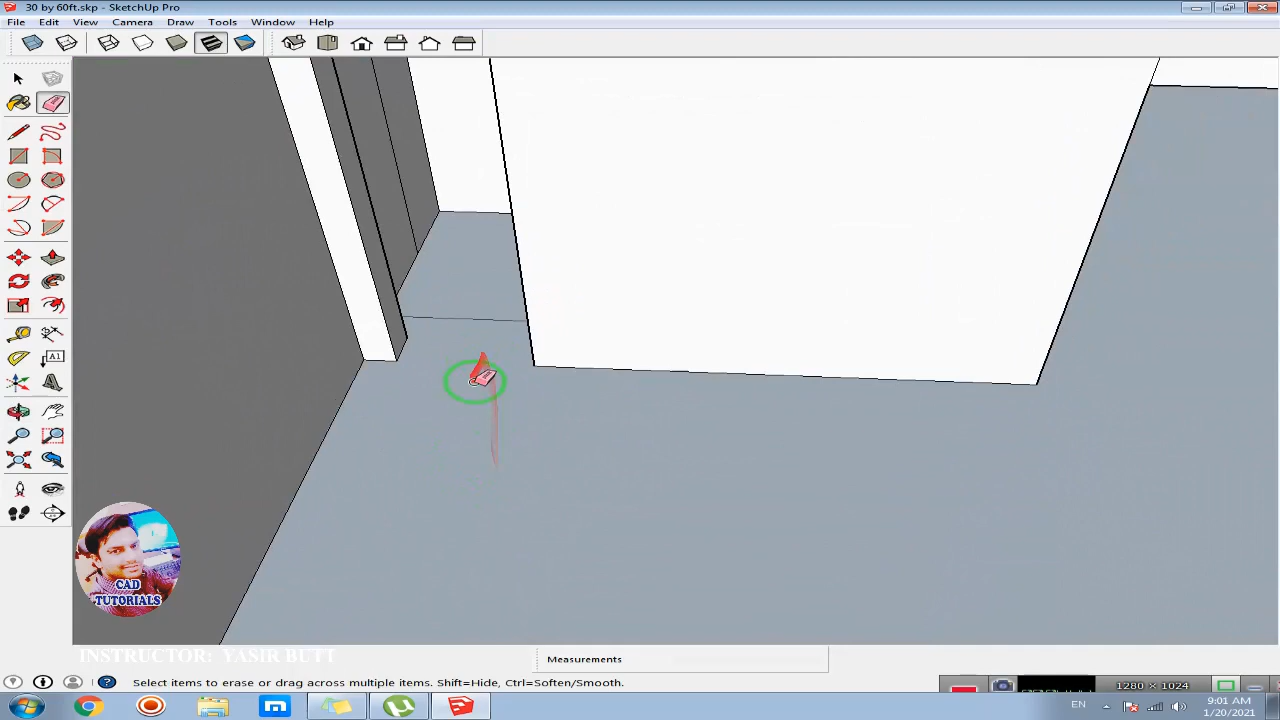 30 by 60ft.skp - SketchUp Pro
File Edit View Camera Draw Tools Window Help
A1
CAD
TUTORIALS
INSTRUCTOR: YASIR BUTT
Measurements
Select items to erase or drag across multiple items. Shift=Hide, Ctrl=Soften/Smooth.
1280 × 1024
EN
9:01 AM
1/20/2021